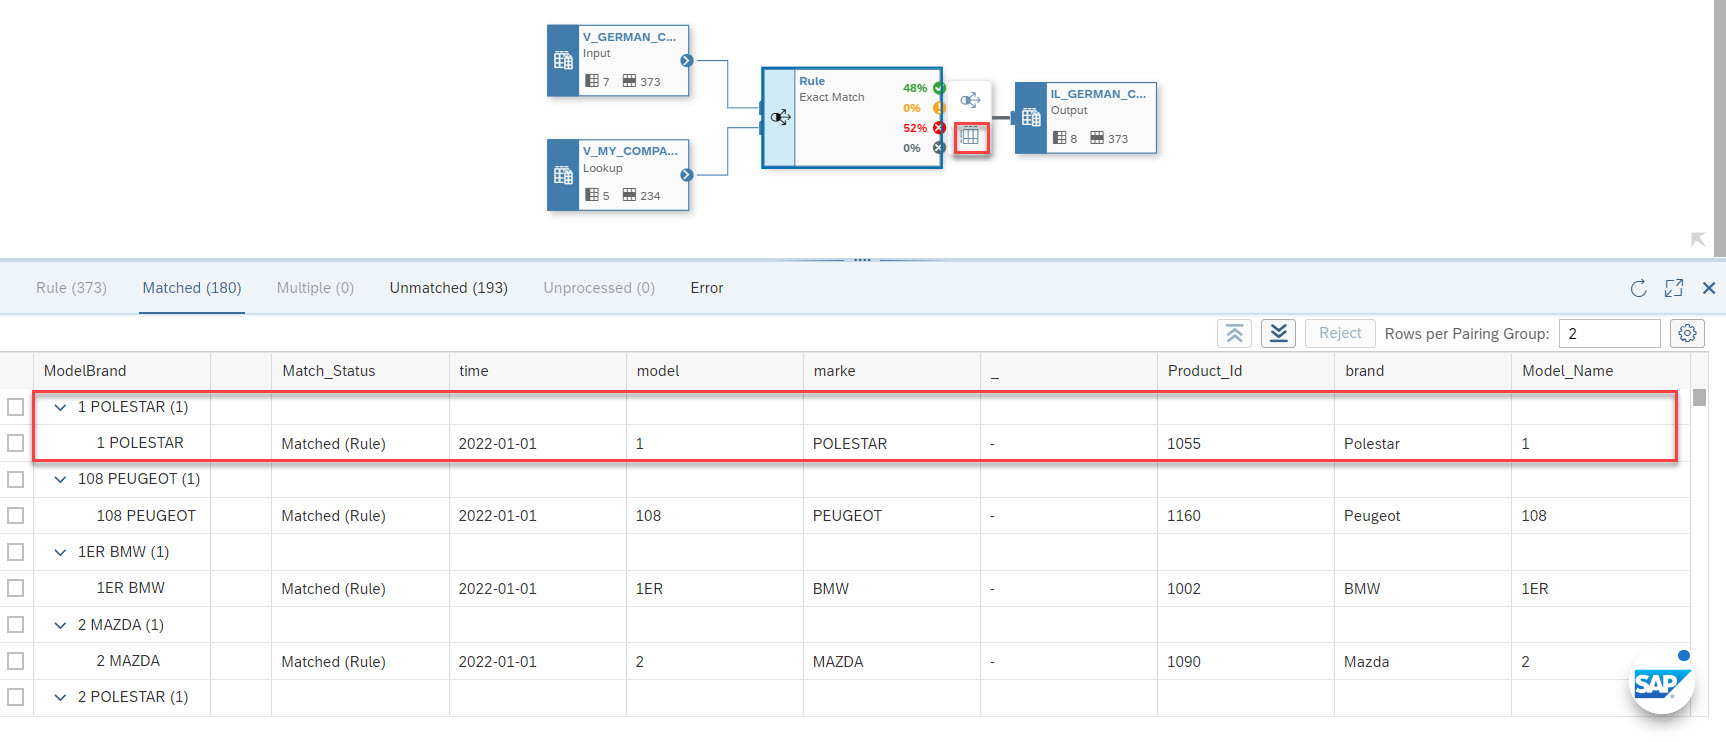 V_GERMAN_C...
Input
7 373
V_MY_COMPA...
Lookup
5 234
Rule
Exact Match
48%
0%
52%
0%
IL_GERMAN_C...
Output
8 373
Rule (373) Matched (180) Multiple (0) Unmatched (193) Unprocessed (0) Error
Reject Rows per Pairing Group: 2
ModelBrand Match_Status time model marke _ Product_Id brand Model_Name
1 POLESTAR (1)
1 POLESTAR Matched (Rule) 2022-01-01 1 POLESTAR - 1055 Polestar 1
108 PEUGEOT (1)
108 PEUGEOT Matched (Rule) 2022-01-01 108 PEUGEOT - 1160 Peugeot 108
1ER BMW (1)
1ER BMW Matched (Rule) 2022-01-01 1ER BMW - 1002 BMW 1ER
2 MAZDA (1)
2 MAZDA Matched (Rule) 2022-01-01 2 MAZDA - 1090 Mazda 2
2 POLESTAR (1)
SAP